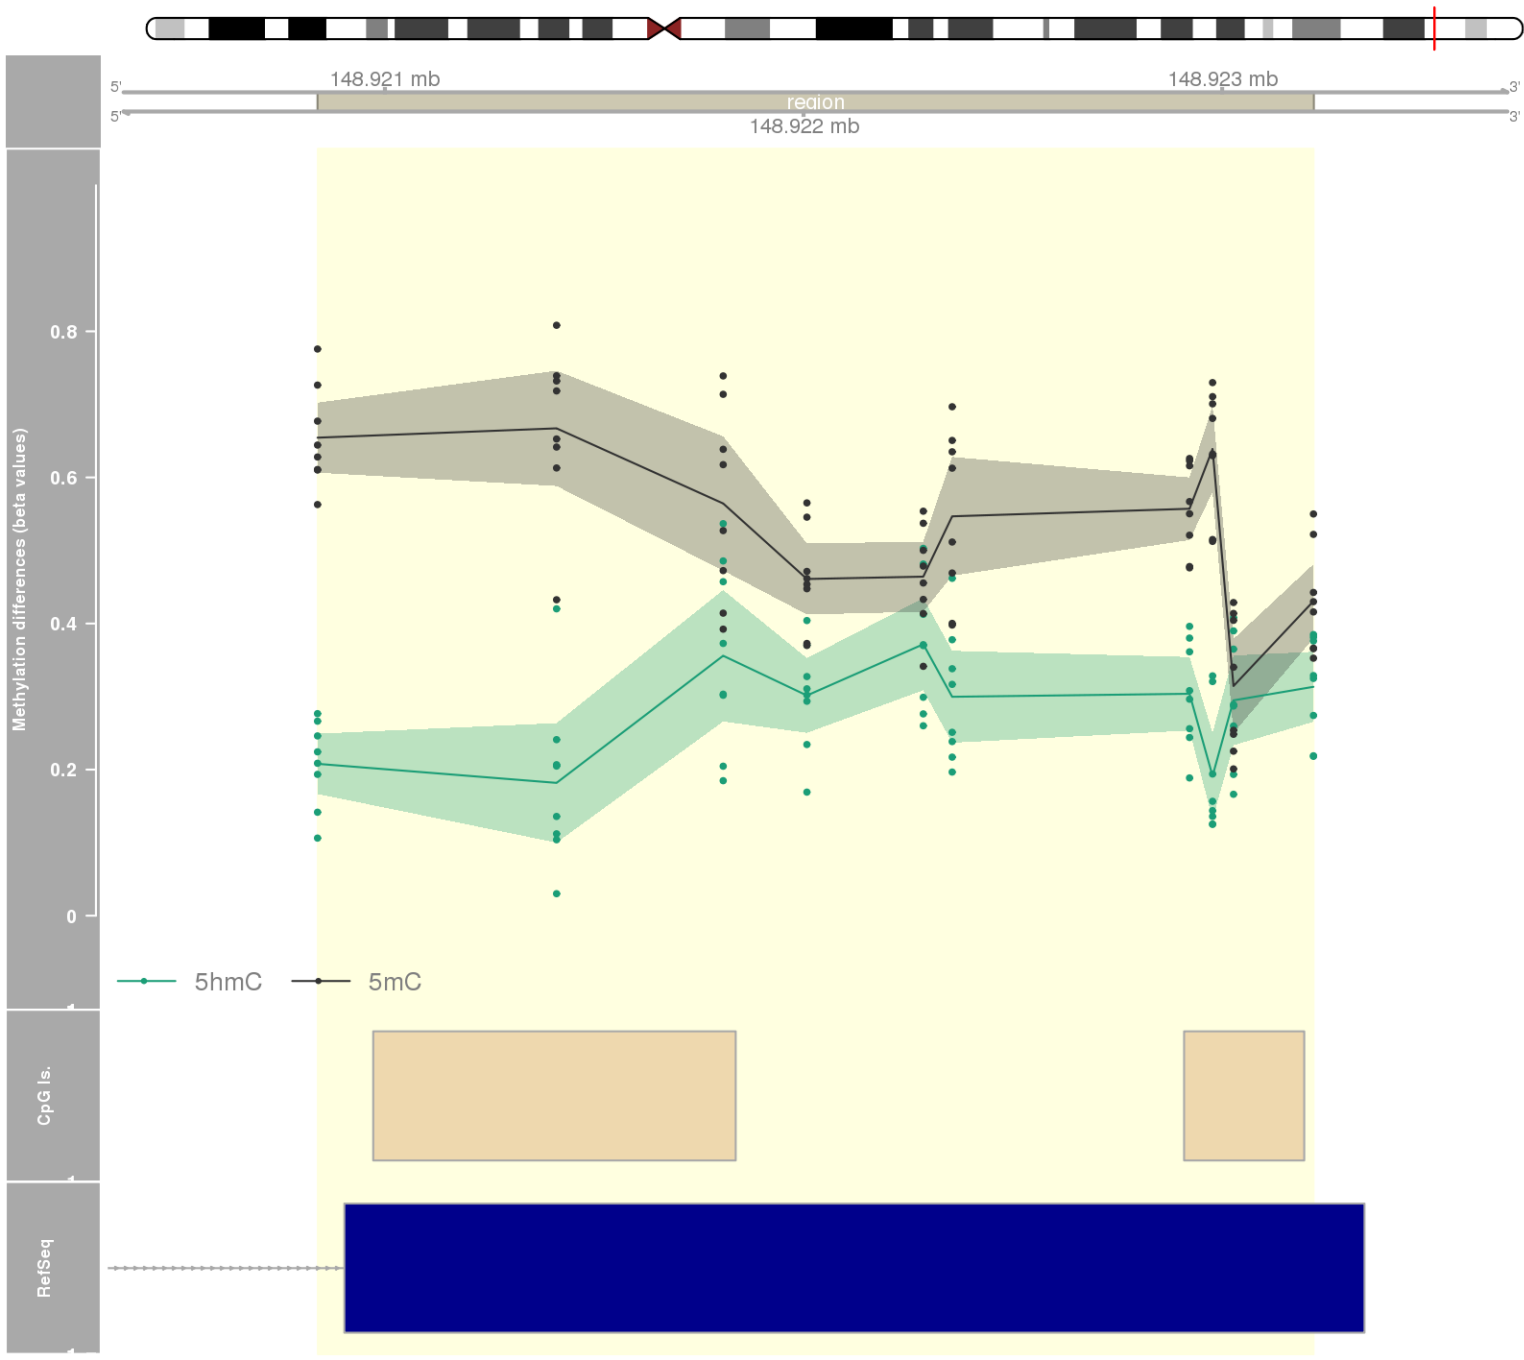 148.921 mb
148.923 mb
5'
3'
region
5'
3'
148.922 mb
Methylation differences (beta values)
0.8
0.6
0.4
0.2
0
5hmC
5mC
CpG Is.
RefSeq